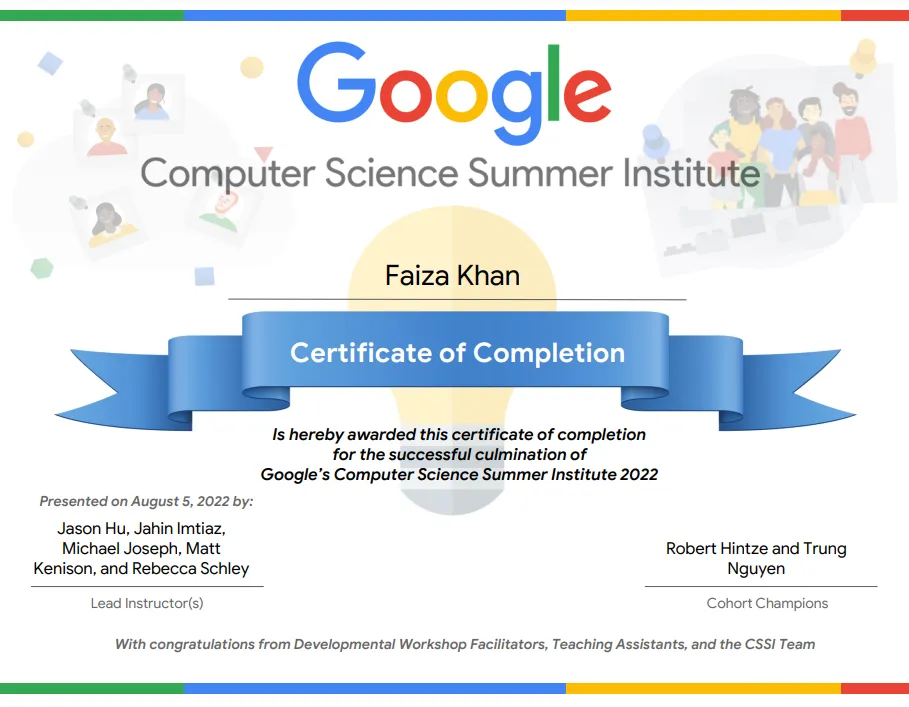 Google
Computer Science Summer Institute
Faiza Khan
Certificate of Completion
Is hereby awarded this certificate of completion
for the successful culmination of
Google's Computer Science Summer Institute 2022
Presented on August 5, 2022 by:
Jason Hu, Jahin Imtiaz,
Michael Joseph, Matt
Kenison, and Rebecca Schley
Lead Instructor(s)
Robert Hintze and Trung
Nguyen
Cohort Champions
With congratulations from Developmental Workshop Facilitators, Teaching Assistants, and the CSSI Team